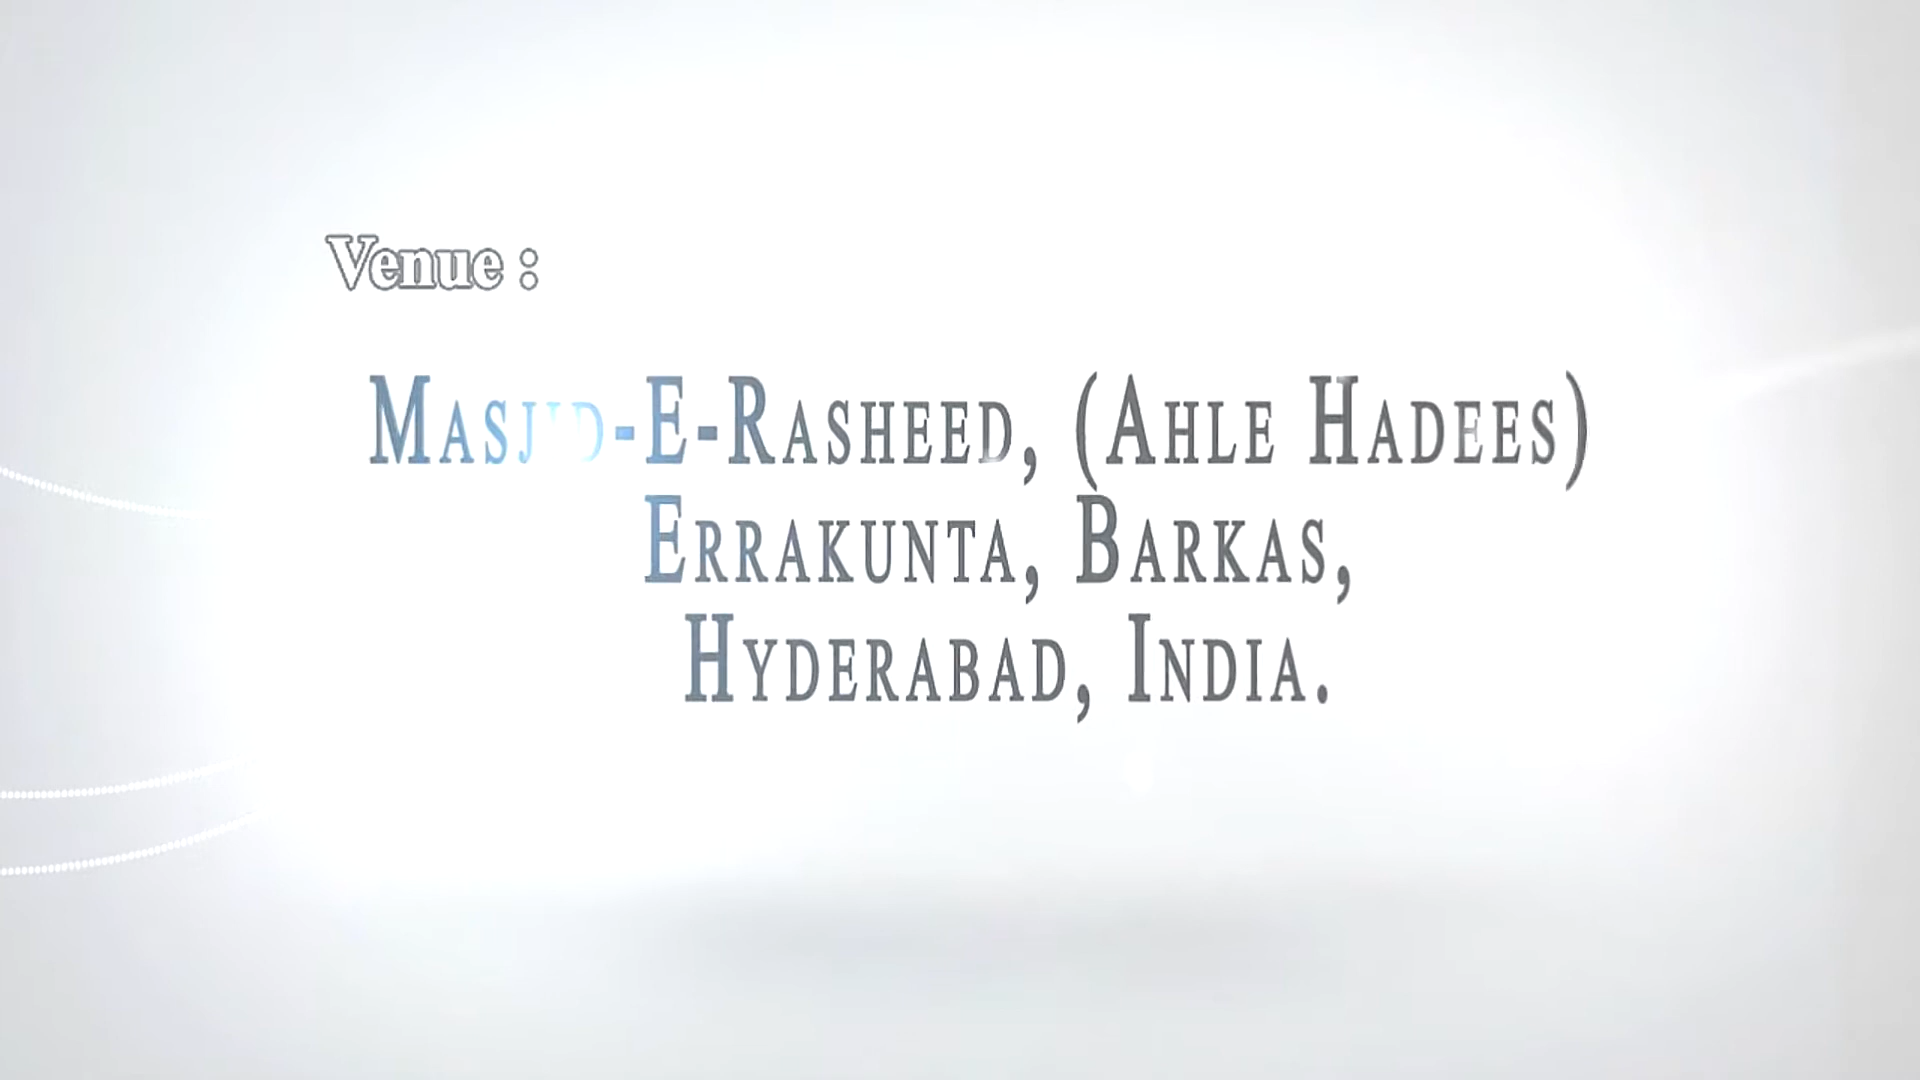 Venue :
Masjid-E-Rasheed, (Ahle Hadees)
Errakunta, Barkas,
Hyderabad, India.